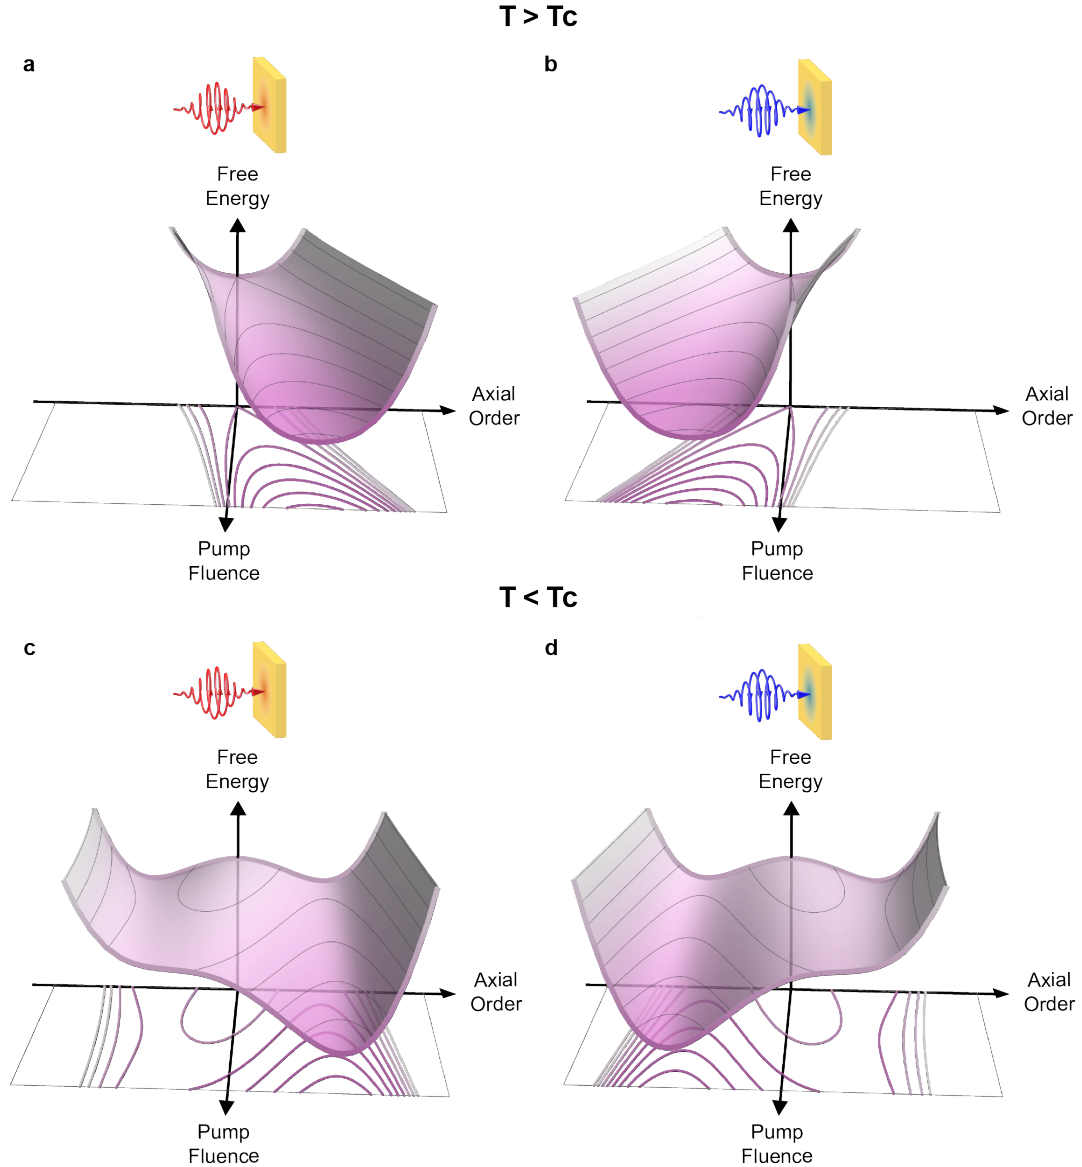 T > Tc
a
b
Free
Energy
Free
Energy
Axial
Order
Axial
Order
Pump
Fluence
Pump
Fluence
T < Tc
c
d
Free
Energy
Free
Energy
Axial
Order
Axial
Order
Pump
Fluence
Pump
Fluence